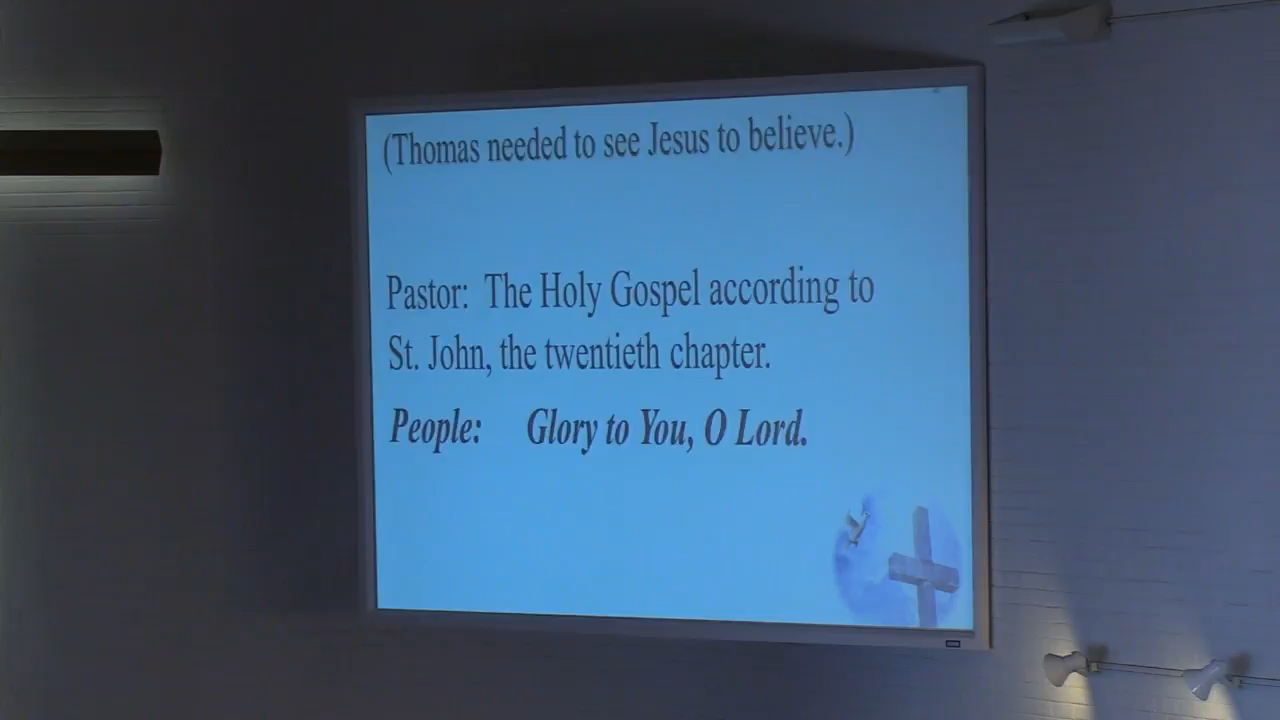 (Thomas needed to see Jesus to believe.)
Pastor: The Holy Gospel according to
St. John, the twentieth chapter.
People: Glory to You, O Lord.